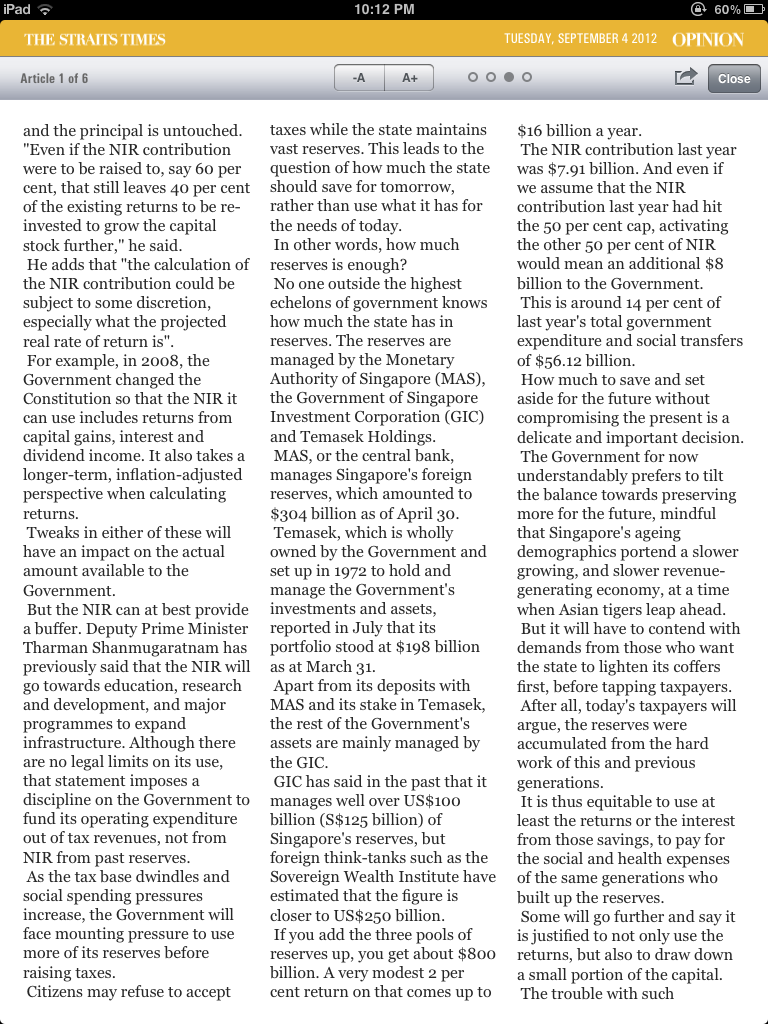 iPad
10:12 PM
60%
THE STRAITS TIMES
TUESDAY, SEPTEMBER 4 2012
OPINION
Article 1 of 6
-A
A+
Close
and the principal is untouched.
"Even if the NIR contribution
were to be raised to, say 60 per
cent, that still leaves 40 per cent
of the existing returns to be re-
invested to grow the capital
stock further," he said.
He adds that "the calculation of
the NIR contribution could be
subject to some discretion,
especially what the projected
real rate of return is".
For example, in 2008, the
Government changed the
Constitution so that the NIR it
can use includes returns from
capital gains, interest and
dividend income. It also takes a
longer-term, inflation-adjusted
perspective when calculating
returns.
Tweaks in either of these will
have an impact on the actual
amount available to the
Government.
But the NIR can at best provide
a buffer. Deputy Prime Minister
Tharman Shanmugaratnam has
previously said that the NIR will
go towards education, research
and development, and major
programmes to expand
infrastructure. Although there
are no legal limits on its use,
that statement imposes a
discipline on the Government to
fund its operating expenditure
out of tax revenues, not from
NIR from past reserves.
As the tax base dwindles and
social spending pressures
increase, the Government will
face mounting pressure to use
more of its reserves before
raising taxes.
Citizens may refuse to accept
taxes while the state maintains
vast reserves. This leads to the
question of how much the state
should save for tomorrow,
rather than use what it has for
the needs of today.
In other words, how much
reserves is enough?
No one outside the highest
echelons of government knows
how much the state has in
reserves. The reserves are
managed by the Monetary
Authority of Singapore (MAS),
the Government of Singapore
Investment Corporation (GIC)
and Temasek Holdings.
MAS, or the central bank,
manages Singapore's foreign
reserves, which amounted to
$304 billion as of April 30.
Temasek, which is wholly
owned by the Government and
set up in 1972 to hold and
manage the Government's
investments and assets,
reported in July that its
portfolio stood at $198 billion
as at March 31.
Apart from its deposits with
MAS and its stake in Temasek,
the rest of the Government's
assets are mainly managed by
the GIC.
GIC has said in the past that it
manages well over US$100
billion (S$125 billion) of
Singapore's reserves, but
foreign think-tanks such as the
Sovereign Wealth Institute have
estimated that the figure is
closer to US$250 billion.
If you add the three pools of
reserves up, you get about $800
billion. A very modest 2 per
cent return on that comes up to
$16 billion a year.
The NIR contribution last year
was $7.91 billion. And even if
we assume that the NIR
contribution last year had hit
the 50 per cent cap, activating
the other 50 per cent of NIR
would mean an additional $8
billion to the Government.
This is around 14 per cent of
last year's total government
expenditure and social transfers
of $56.12 billion.
How much to save and set
aside for the future without
compromising the present is a
delicate and important decision.
The Government for now
understandably prefers to tilt
the balance towards preserving
more for the future, mindful
that Singapore's ageing
demographics portend a slower
growing, and slower revenue-
generating economy, at a time
when Asian tigers leap ahead.
But it will have to contend with
demands from those who want
the state to lighten its coffers
first, before tapping taxpayers.
After all, today's taxpayers will
argue, the reserves were
accumulated from the hard
work of this and previous
generations.
It is thus equitable to use at
least the returns or the interest
from those savings, to pay for
the social and health expenses
of the same generations who
built up the reserves.
Some will go further and say it
is justified to not only use the
returns, but also to draw down
a small portion of the capital.
The trouble with such